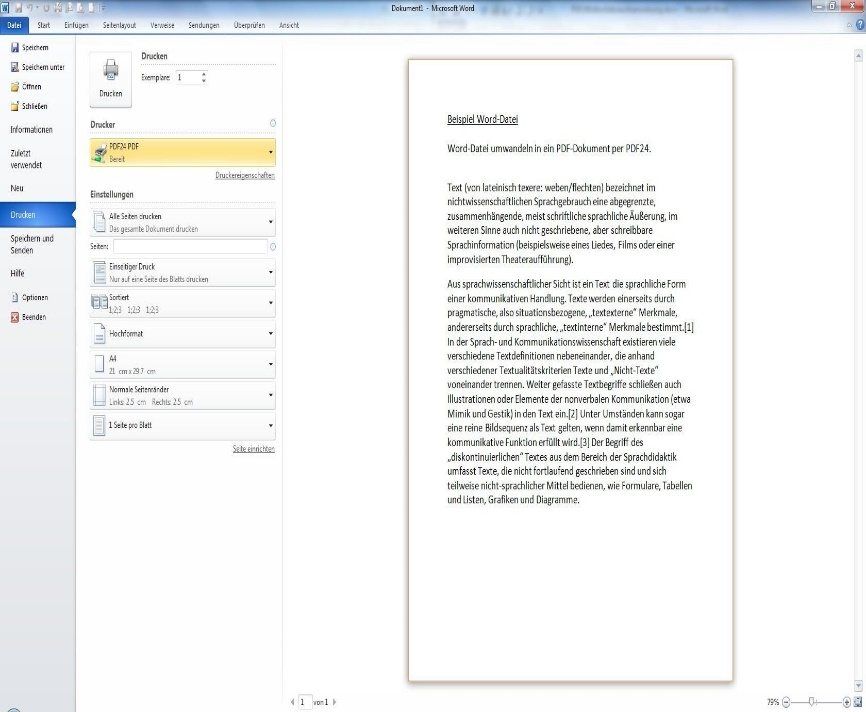 Dokument1 - Microsoft Word
Datei Start Einfügen Seitenlayout Verweise Sendungen Überprüfen Ansicht
Speichern
Speichern unter
Öffnen
Schließen
Informationen
Zuletzt
verwendet
Neu
Drucken
Speichern und
Senden
Hilfe
Optionen
Beenden
Drucken
Exemplare: 1
Drucken
Drucker
PDF24 PDF
Bereit
Druckereigenschaften
Einstellungen
Alle Seiten drucken
Das gesamte Dokument drucken
Seiten:
Einseitiger Druck
Nur auf eine Seite des Blatts drucken
Sortiert
1;2;3 1;2;3 1;2;3
Hochformat
A4
21 cm x 29.7 cm
Normale Seitenränder
Links: 2.5 cm Rechts: 2.5 cm
1 Seite pro Blatt
Seite einrichten
Beispiel Word-Datei
Word-Datei umwandeln in ein PDF-Dokument per PDF24.
Text (von lateinisch texere: weben/flechten) bezeichnet im
nichtwissenschaftlichen Sprachgebrauch eine abgegrenzte,
zusammenhängende, meist schriftliche sprachliche Äußerung, im
weiteren Sinne auch nicht geschriebene, aber schreibbare
Sprachinformation (beispielsweise eines Liedes, Films oder einer
improvisierten Theateraufführung).
Aus sprachwissenschaftlicher Sicht ist ein Text die sprachliche Form
einer kommunikativen Handlung. Texte werden einerseits durch
pragmatische, also situationsbezogene, „textexterne“ Merkmale,
andererseits durch sprachliche, „textinterne“ Merkmale bestimmt.[1]
In der Sprach- und Kommunikationswissenschaft existieren viele
verschiedene Textdefinitionen nebeneinander, die anhand
verschiedener Textualitätskriterien Texte und „Nicht-Texte“
voneinander trennen. Weiter gefasste Textbegriffe schließen auch
Illustrationen oder Elemente der nonverbalen Kommunikation (etwa
Mimik und Gestik) in den Text ein.[2] Unter Umständen kann sogar
eine reine Bildsequenz als Text gelten, wenn damit erkennbar eine
kommunikative Funktion erfüllt wird.[3] Der Begriff des
„diskontinuierlichen“ Textes aus dem Bereich der Sprachdidaktik
umfasst Texte, die nicht fortlaufend geschrieben sind und sich
teilweise nicht-sprachlicher Mittel bedienen, wie Formulare, Tabellen
und Listen, Grafiken und Diagramme.
1 von 1
79%